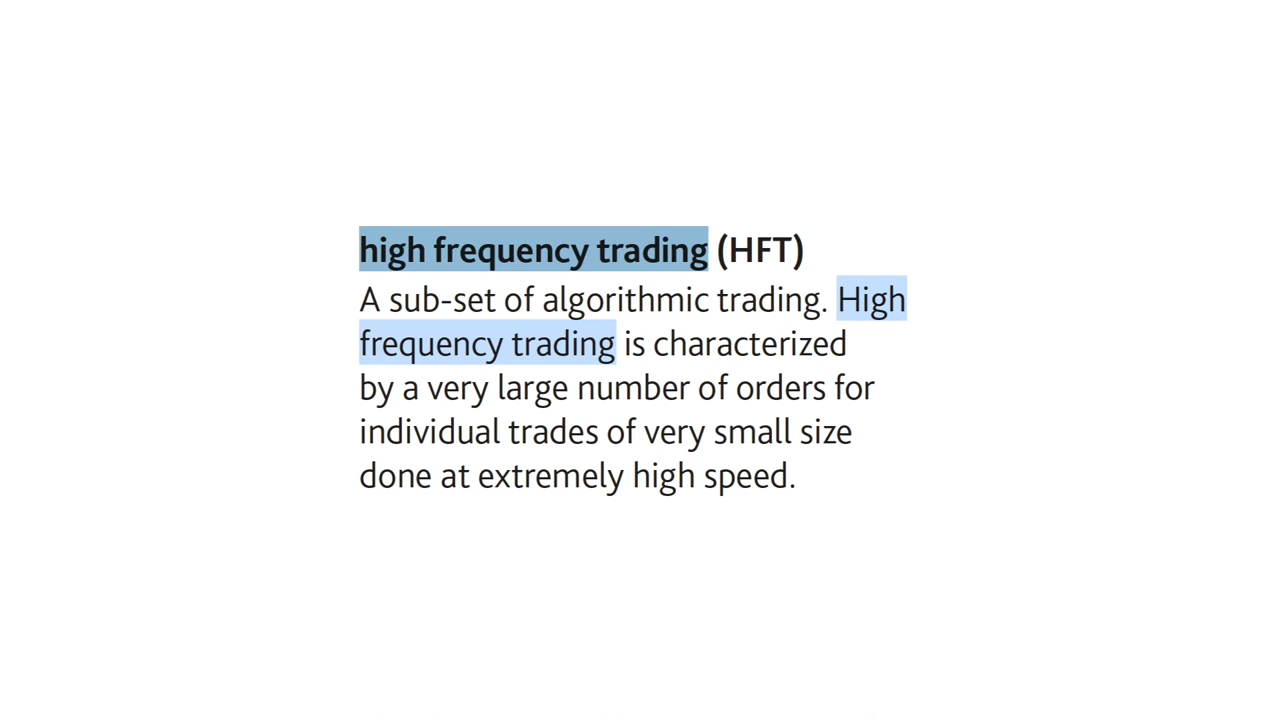 high frequency trading (HFT)
A sub-set of algorithmic trading. High
frequency trading is characterized
by a very large number of orders for
individual trades of very small size
done at extremely high speed.